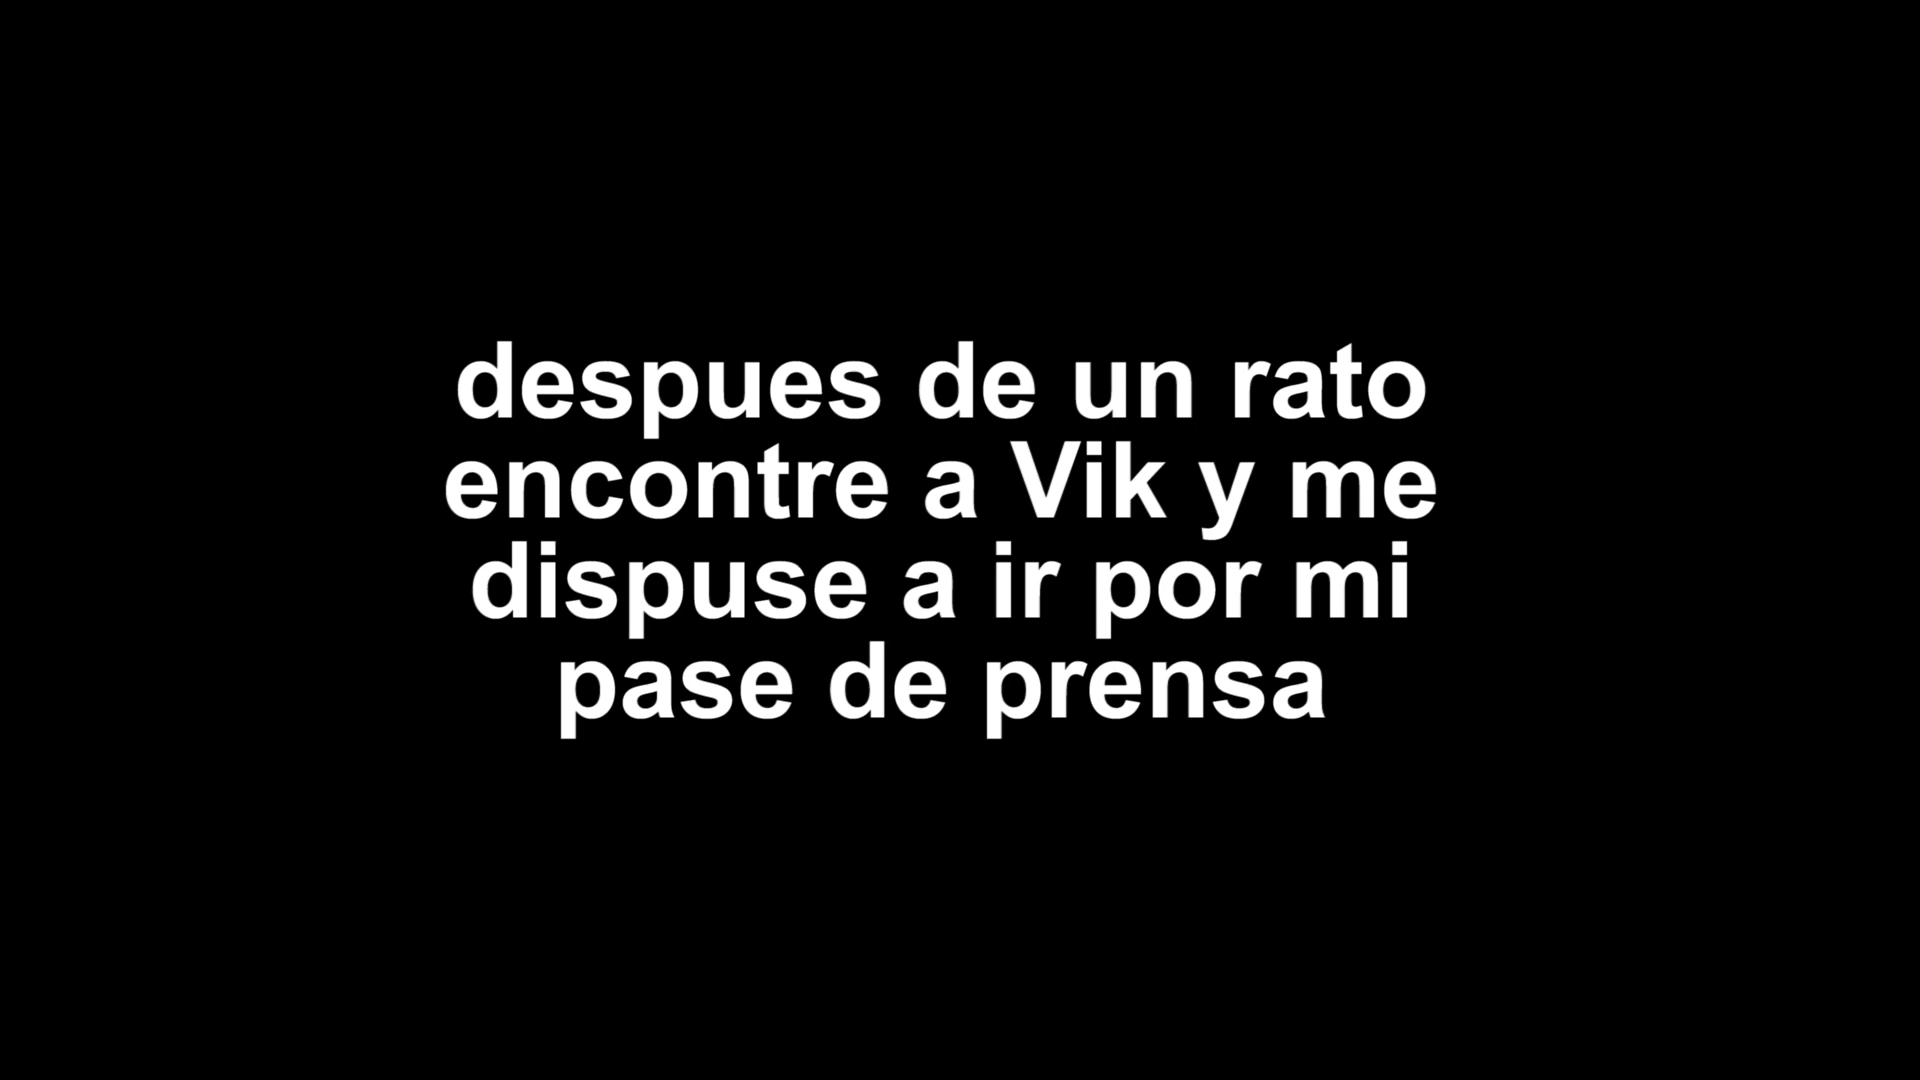 despues de un rato
encontre a Vik y me
dispuse a ir por mi
pase de prensa